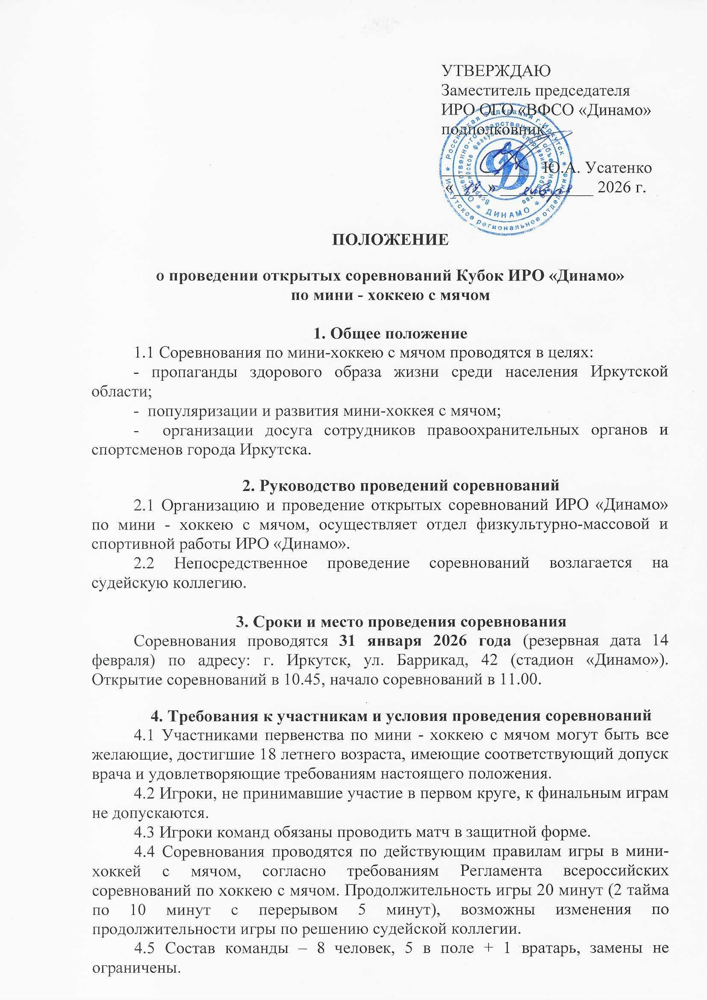 УТВЕРЖДАЮ
Заместитель председателя
ИРО ОГО «ВФСО «Динамо»
подполковник
Ю.А. Усатенко
« » января 2026 г.
Российская Федерация г. Иркутск
Иркутское региональное отделение
Общественно-государственного объединения
Всероссийское физкультурно-спортивное общество
ДИНАМО
ПОЛОЖЕНИЕ
о проведении открытых соревнований Кубок ИРО «Динамо»
по мини - хоккею с мячом
1. Общее положение
1.1 Соревнования по мини-хоккею с мячом проводятся в целях:
- пропаганды здорового образа жизни среди населения Иркутской
области;
- популяризации и развития мини-хоккея с мячом;
- организации досуга сотрудников правоохранительных органов и
спортсменов города Иркутска.
2. Руководство проведений соревнований
2.1 Организацию и проведение открытых соревнований ИРО «Динамо»
по мини - хоккею с мячом, осуществляет отдел физкультурно-массовой и
спортивной работы ИРО «Динамо».
2.2 Непосредственное проведение соревнований возлагается на
судейскую коллегию.
3. Сроки и место проведения соревнования
Соревнования проводятся 31 января 2026 года (резервная дата 14
февраля) по адресу: г. Иркутск, ул. Баррикад, 42 (стадион «Динамо»).
Открытие соревнований в 10.45, начало соревнований в 11.00.
4. Требования к участникам и условия проведения соревнований
4.1 Участниками первенства по мини - хоккею с мячом могут быть все
желающие, достигшие 18 летнего возраста, имеющие соответствующий допуск
врача и удовлетворяющие требованиям настоящего положения.
4.2 Игроки, не принимавшие участие в первом круге, к финальным играм
не допускаются.
4.3 Игроки команд обязаны проводить матч в защитной форме.
4.4 Соревнования проводятся по действующим правилам игры в мини-
хоккей с мячом, согласно требованиям Регламента всероссийских
соревнований по хоккею с мячом. Продолжительность игры 20 минут (2 тайма
по 10 минут с перерывом 5 минут), возможны изменения по
продолжительности игры по решению судейской коллегии.
4.5 Состав команды – 8 человек, 5 в поле + 1 вратарь, замены не
ограничены.